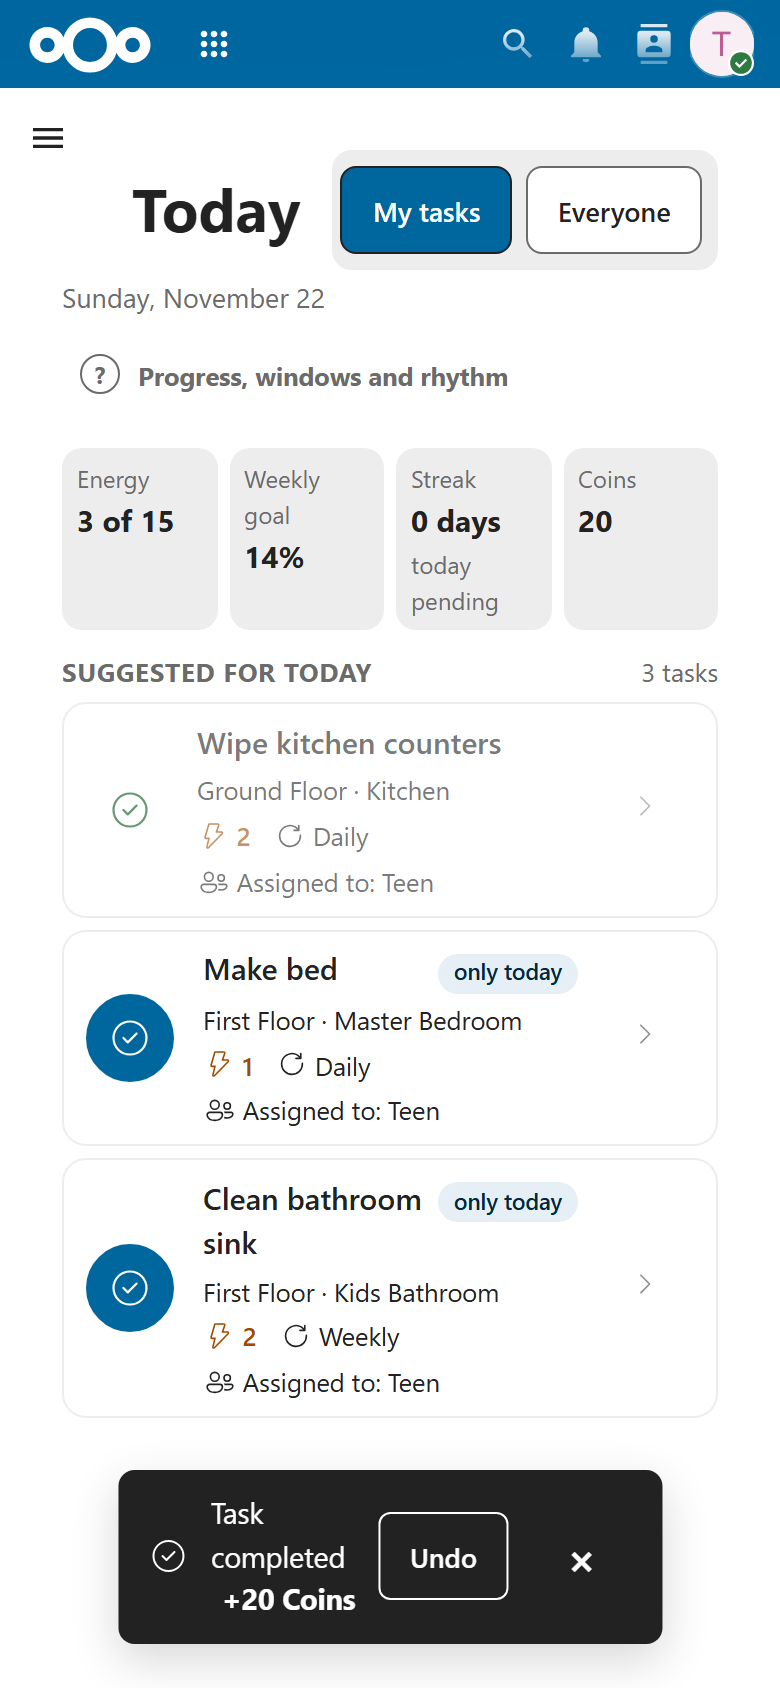 T
Today
My tasks
Everyone
Sunday, November 22
? Progress, windows and rhythm
Energy
3 of 15
Weekly
goal
14%
Streak
0 days
today
pending
Coins
20
SUGGESTED FOR TODAY
3 tasks
Wipe kitchen counters
Ground Floor · Kitchen
2 Daily
Assigned to: Teen
Make bed
only today
First Floor · Master Bedroom
1 Daily
Assigned to: Teen
Clean bathroom
sink
only today
First Floor · Kids Bathroom
2 Weekly
Assigned to: Teen
Task
completed
+20 Coins
Undo